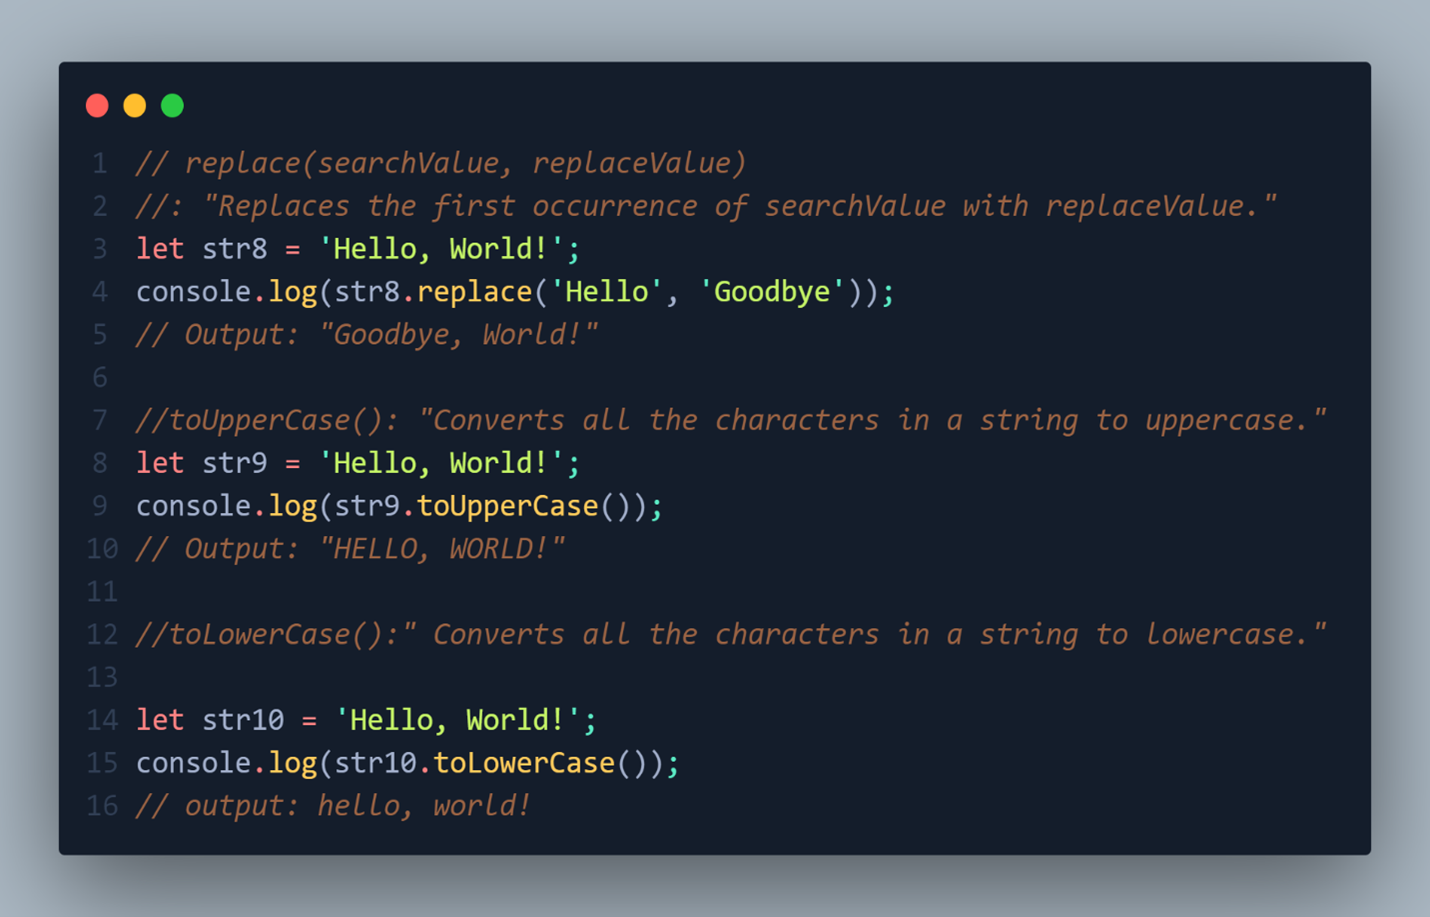 1 // replace(searchValue, replaceValue)
2 //: "Replaces the first occurrence of searchValue with replaceValue."
3 let str8 = 'Hello, World!';
4 console.log(str8.replace('Hello', 'Goodbye'));
5 // Output: "Goodbye, World!"
6
7 //toUpperCase(): "Converts all the characters in a string to uppercase."
8 let str9 = 'Hello, World!';
9 console.log(str9.toUpperCase());
10 // Output: "HELLO, WORLD!"
11
12 //toLowerCase():" Converts all the characters in a string to lowercase."
13
14 let str10 = 'Hello, World!';
15 console.log(str10.toLowerCase());
16 // output: hello, world!